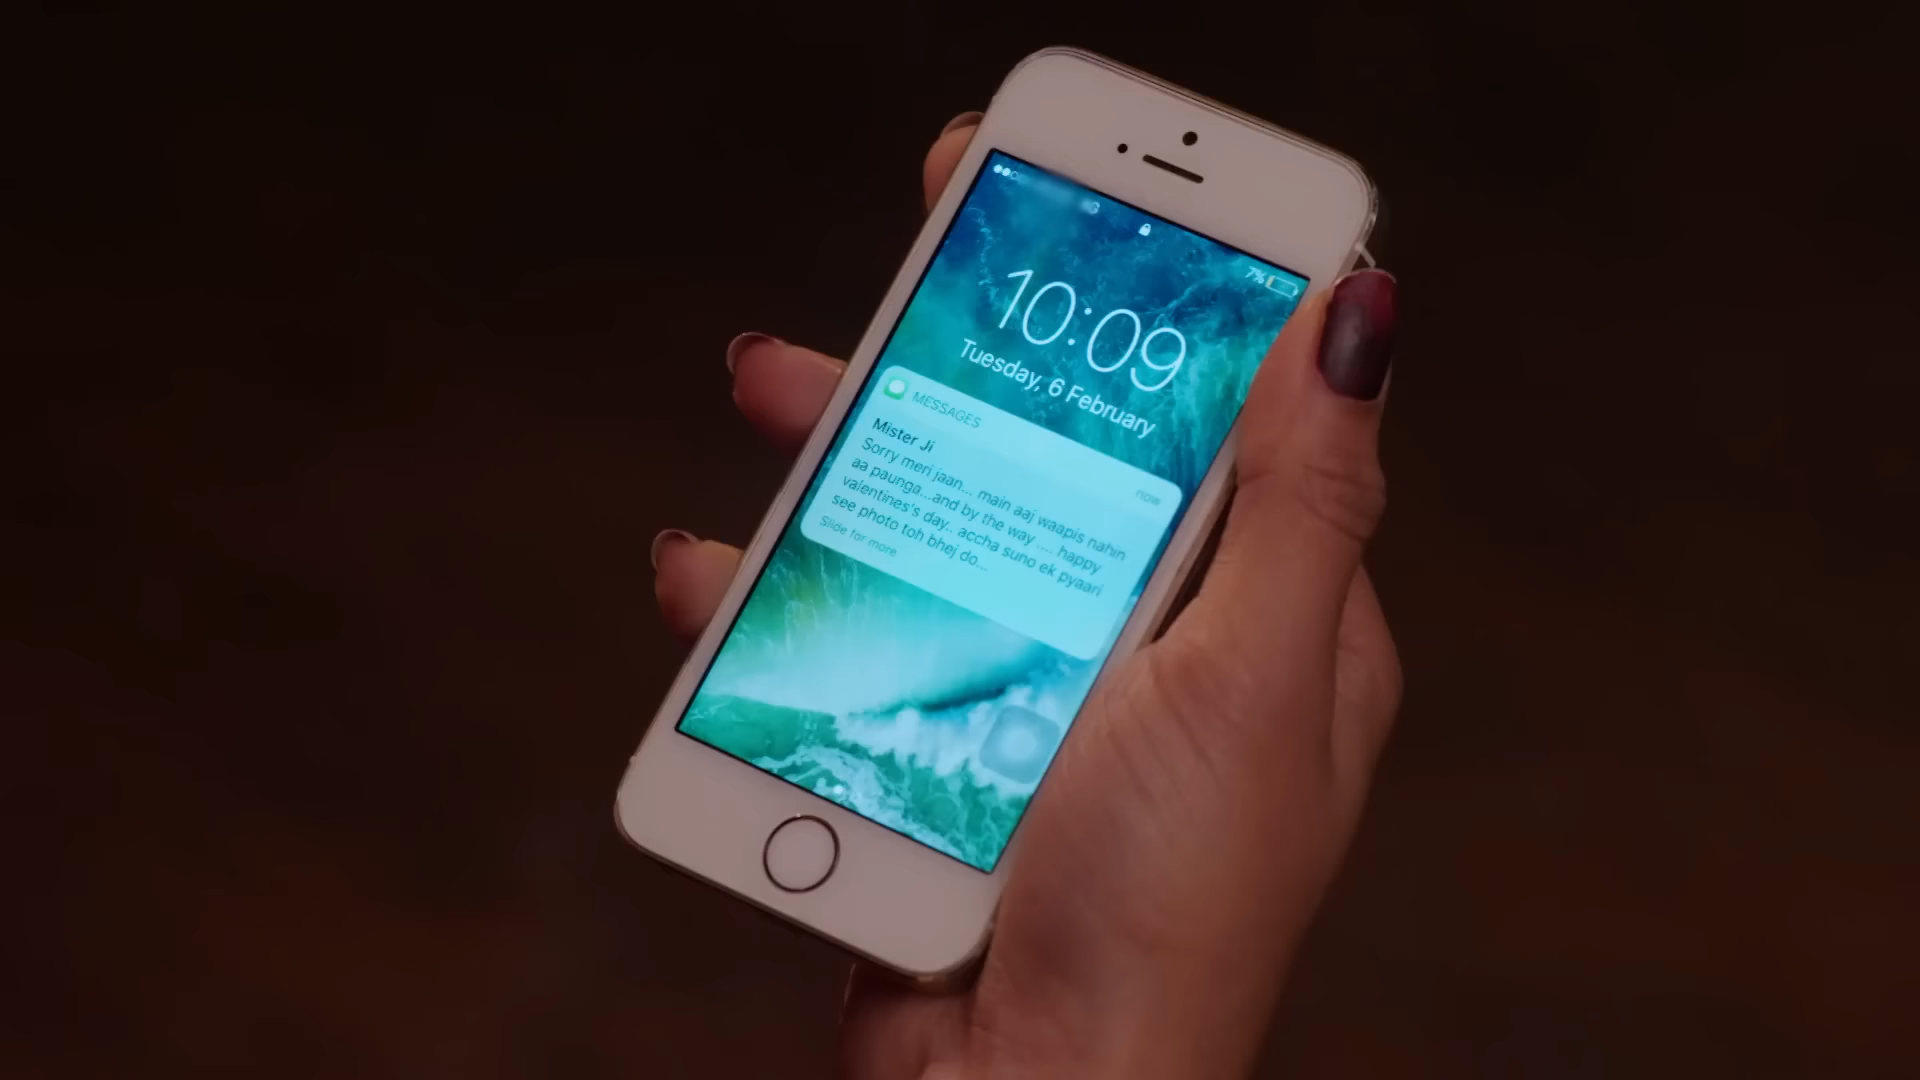 7%
10:09
Tuesday, 6 February
MESSAGES
now
Mister Ji
Sorry meri jaan... main aaj waapis nahin
aa paunga...and by the way .... happy
valentines's day.. accha suno ek pyaari
see photo toh bhej do...
Slide for more